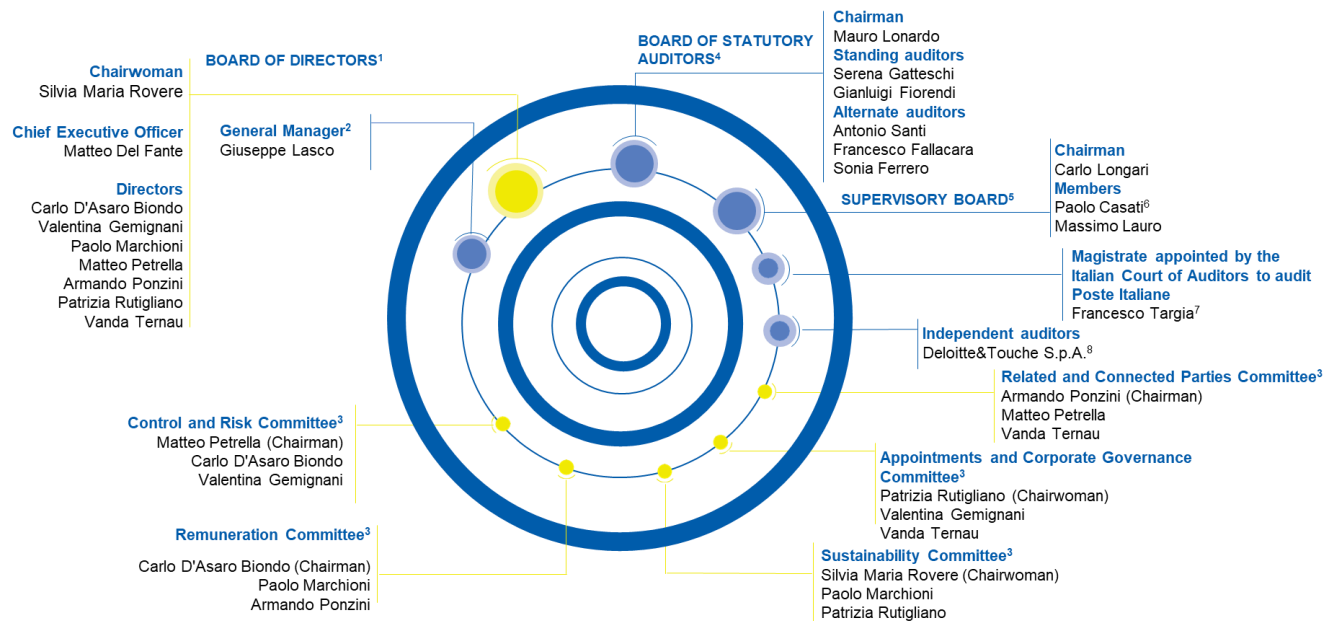 BOARD OF DIRECTORS¹
Chairwoman
Silvia Maria Rovere
Chief Executive Officer
Matteo Del Fante
Directors
Carlo D'Asaro Biondo
Valentina Gemignani
Paolo Marchioni
Matteo Petrella
Armando Ponzini
Patrizia Rutigliano
Vanda Ternau
General Manager²
Giuseppe Lasco
BOARD OF STATUTORY
AUDITORS⁴
Chairman
Mauro Lonardo
Standing auditors
Serena Gatteschi
Gianluigi Fiorendi
Alternate auditors
Antonio Santi
Francesco Fallacara
Sonia Ferrero
SUPERVISORY BOARD⁵
Chairman
Carlo Longari
Members
Paolo Casati⁶
Massimo Lauro
Magistrate appointed by the
Italian Court of Auditors to audit
Poste Italiane
Francesco Targia⁷
Independent auditors
Deloitte&Touche S.p.A.⁸
Related and Connected Parties Committee³
Armando Ponzini (Chairman)
Matteo Petrella
Vanda Ternau
Appointments and Corporate Governance
Committee³
Patrizia Rutigliano (Chairwoman)
Valentina Gemignani
Vanda Ternau
Sustainability Committee³
Silvia Maria Rovere (Chairwoman)
Paolo Marchioni
Patrizia Rutigliano
Control and Risk Committee³
Matteo Petrella (Chairman)
Carlo D'Asaro Biondo
Valentina Gemignani
Remuneration Committee³
Carlo D'Asaro Biondo (Chairman)
Paolo Marchioni
Armando Ponzini